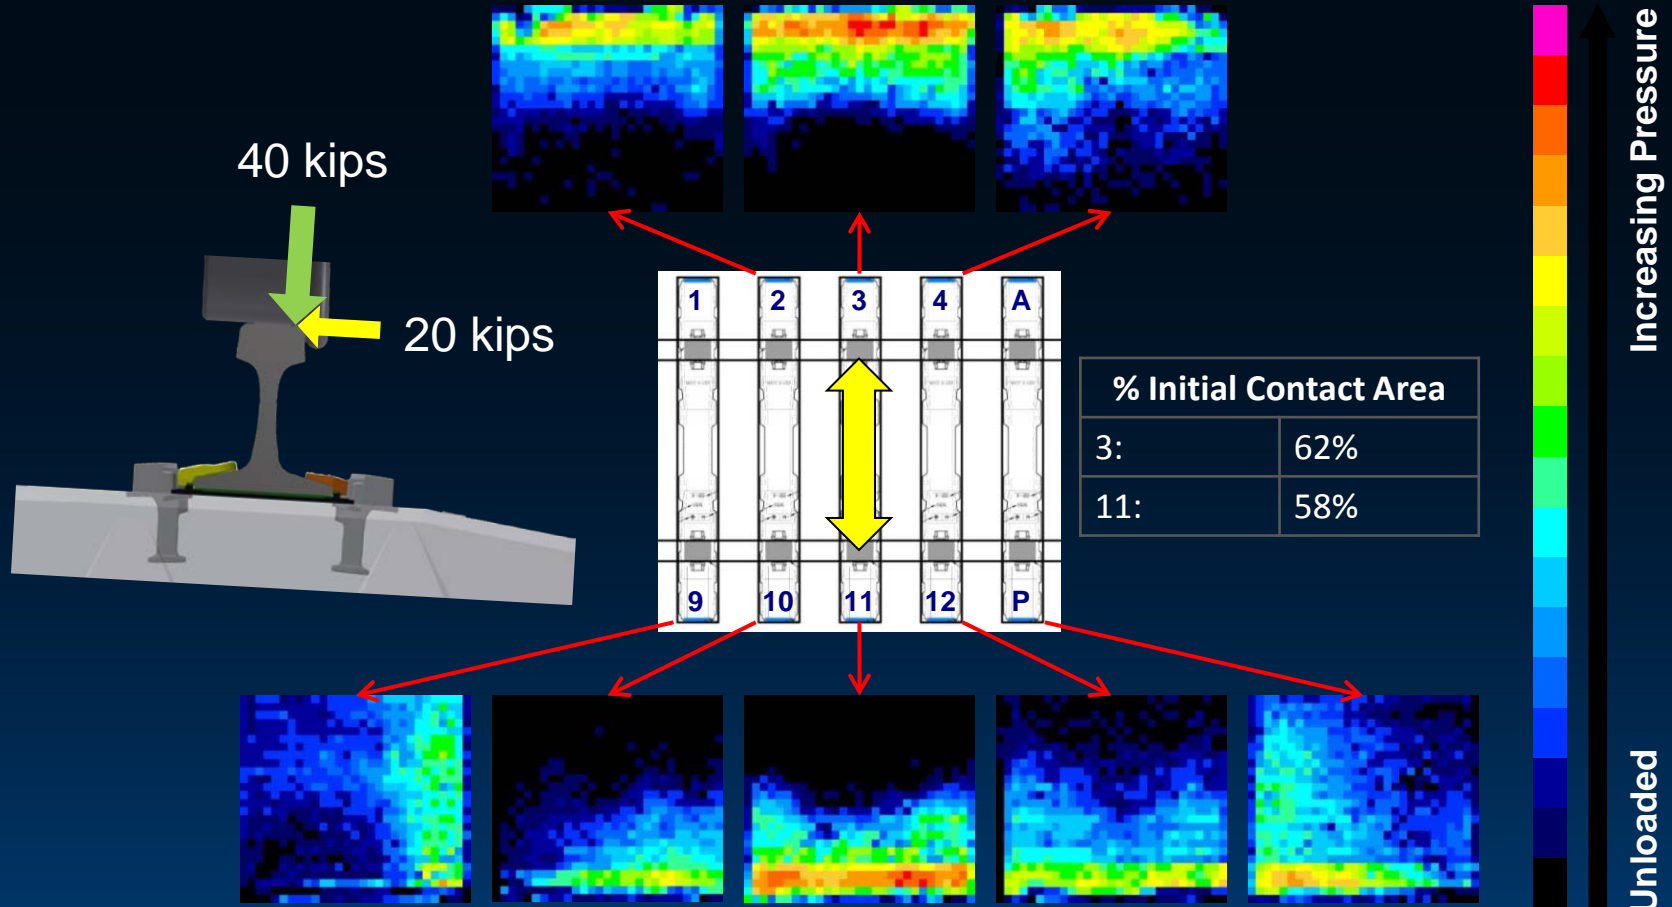 40 kips
20 kips
1 2 3 4 A
9 10 11 12 P
% Initial Contact Area
3: 62%
11: 58%
Increasing Pressure
Unloaded